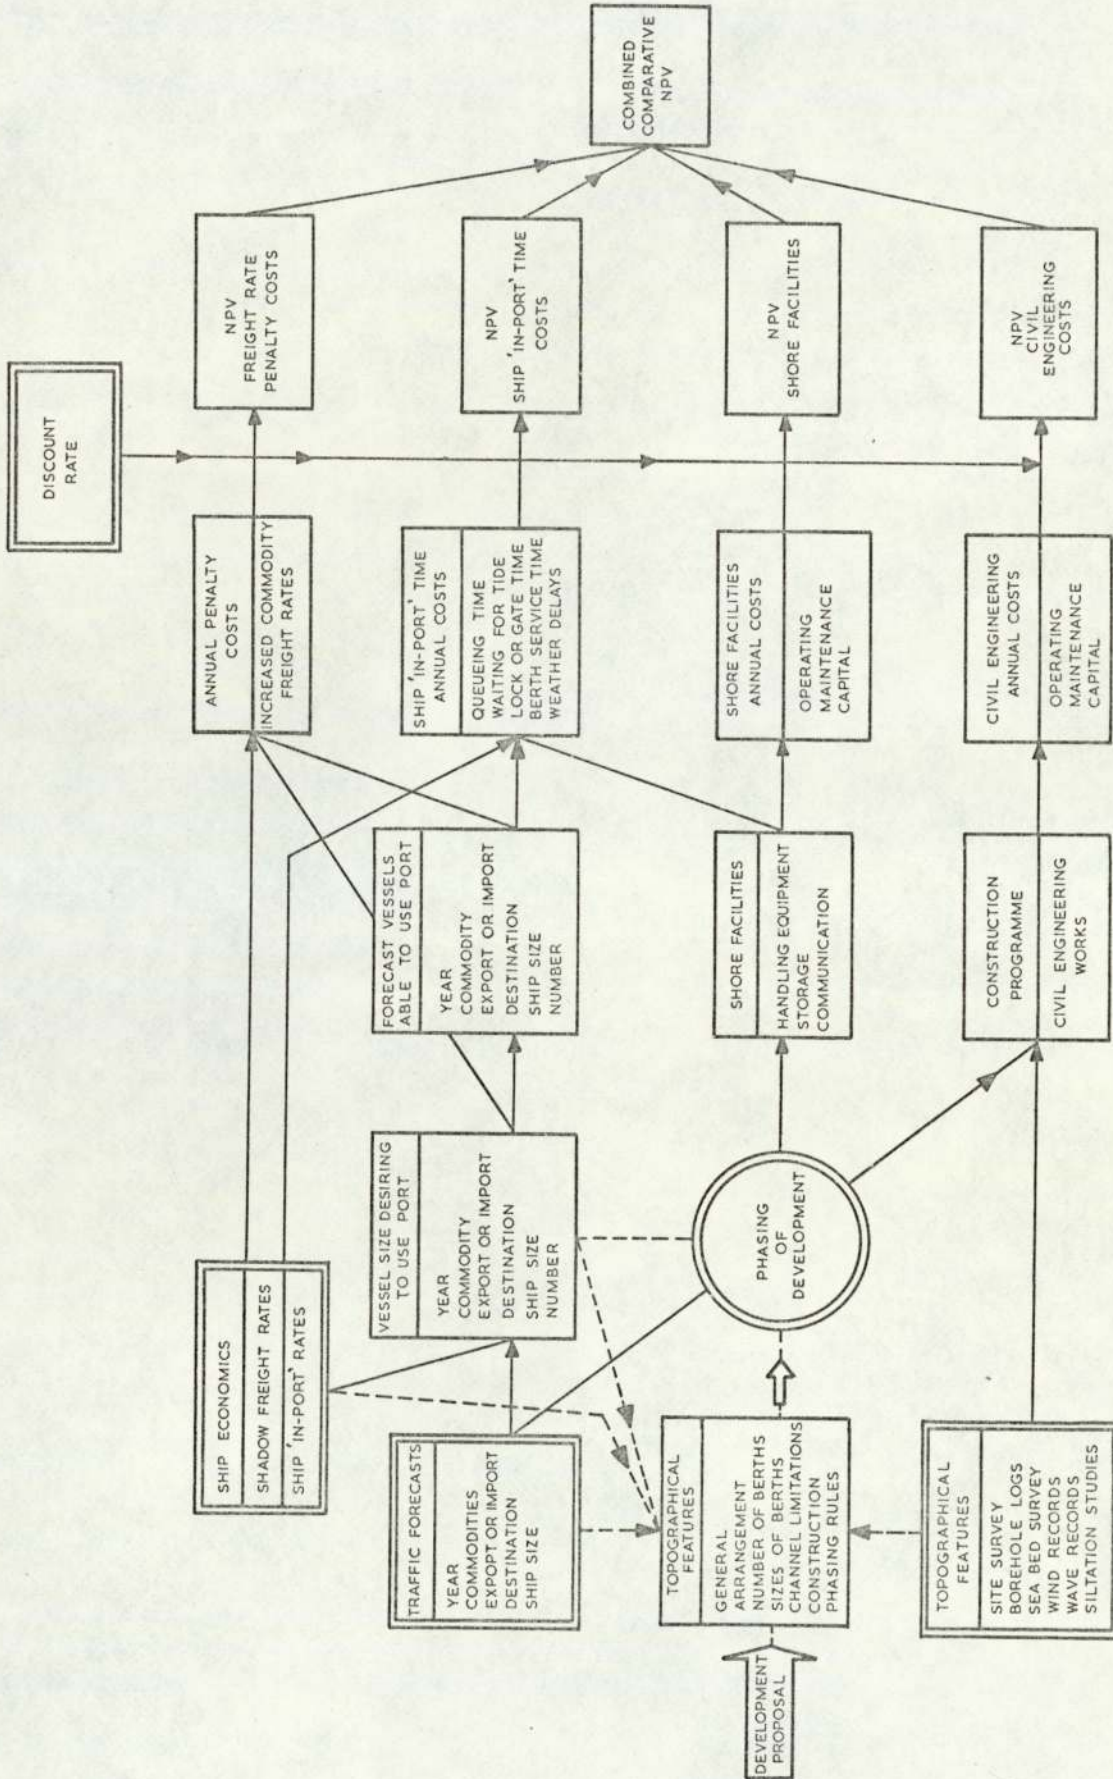 DISCOUNT
RATE
SHIP ECONOMICS
SHADOW FREIGHT RATES
SHIP 'IN-PORT' RATES
ANNUAL PENALTY
COSTS
INCREASED COMMODITY
FREIGHT RATES
NPV
FREIGHT RATE
PENALTY COSTS
TRAFFIC FORECASTS
YEAR
COMMODITIES
EXPOPT OR IMPORT
DESTINATION
SHIP SIZE
VESSEL SIZE DESIRING
TO USE PORT
YEAR
COMMODITY
EXPORT OR IMPORT
DESTINATION
SHIP SIZE
NUMBER
FORECAST VESSELS
ABLE TO USE PORT
YEAR
COMMODITY
EXPORT OR IMPORT
DESTINATION
SHIP SIZE
NUMBER
SHIP 'IN-PORT' TIME
ANNUAL COSTS
QUEUEING TIME
WAITING FOR TIDE
LOCK OR GATE TIME
BERTH SERVICE TIME
WEATHER DELAYS
NPV
SHIP 'IN-PORT' TIME
COSTS
COMBINED
COMPARATIVE
NPV
DEVELOPMENT
PROPOSAL
TOPOGRAPHICAL
FEATURES
GENERAL
ARRANGEMENT
NUMBER OF BERTHS
SIZES OF BERTHS
CHANNEL LIMITATIONS
CONSTRUCTION
PHASING RULES
PHASING
OF
DEVELOPMENT
SHORE FACILITIES
HANDLING EQUIPMENT
STORAGE
COMMUNICATION
SHORE FACILITIES
ANNUAL COSTS
OPERATING
MAINTENANCE
CAPITAL
NPV
SHORE FACILITIES
TOPOGRAPHICAL
FEATURES
SITE SURVEY
BOREHOLE LOGS
SEA BED SURVEY
WIND RECORDS
WAVE RECORDS
SILTATION STUDIES
CONSTRUCTION
PROGRAMME
CIVIL ENGINEERING
WORKS
CIVIL ENGINEERING
ANNUAL COSTS
OPERATING
MAINTENANCE
CAPITAL
NPV
CIVIL
ENGINEERING
COSTS